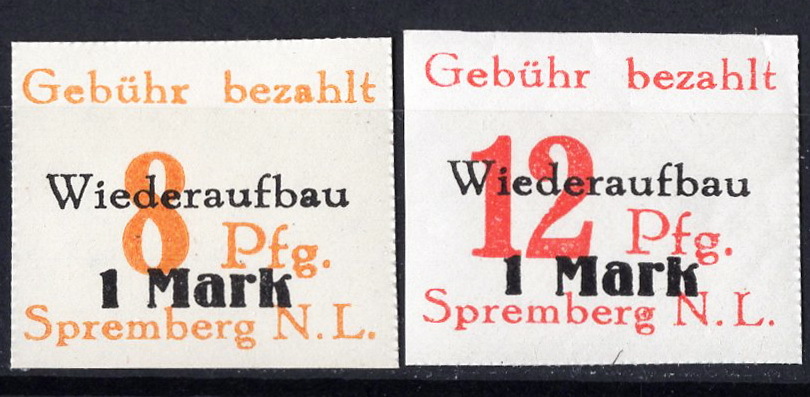 Gebühr bezahlt
8
Wiederaufbau
Pfg.
1 Mark
Spremberg N.L.
Gebühr bezahlt
12
Wiederaufbau
Pfg.
1 Mark
Spremberg N.L.